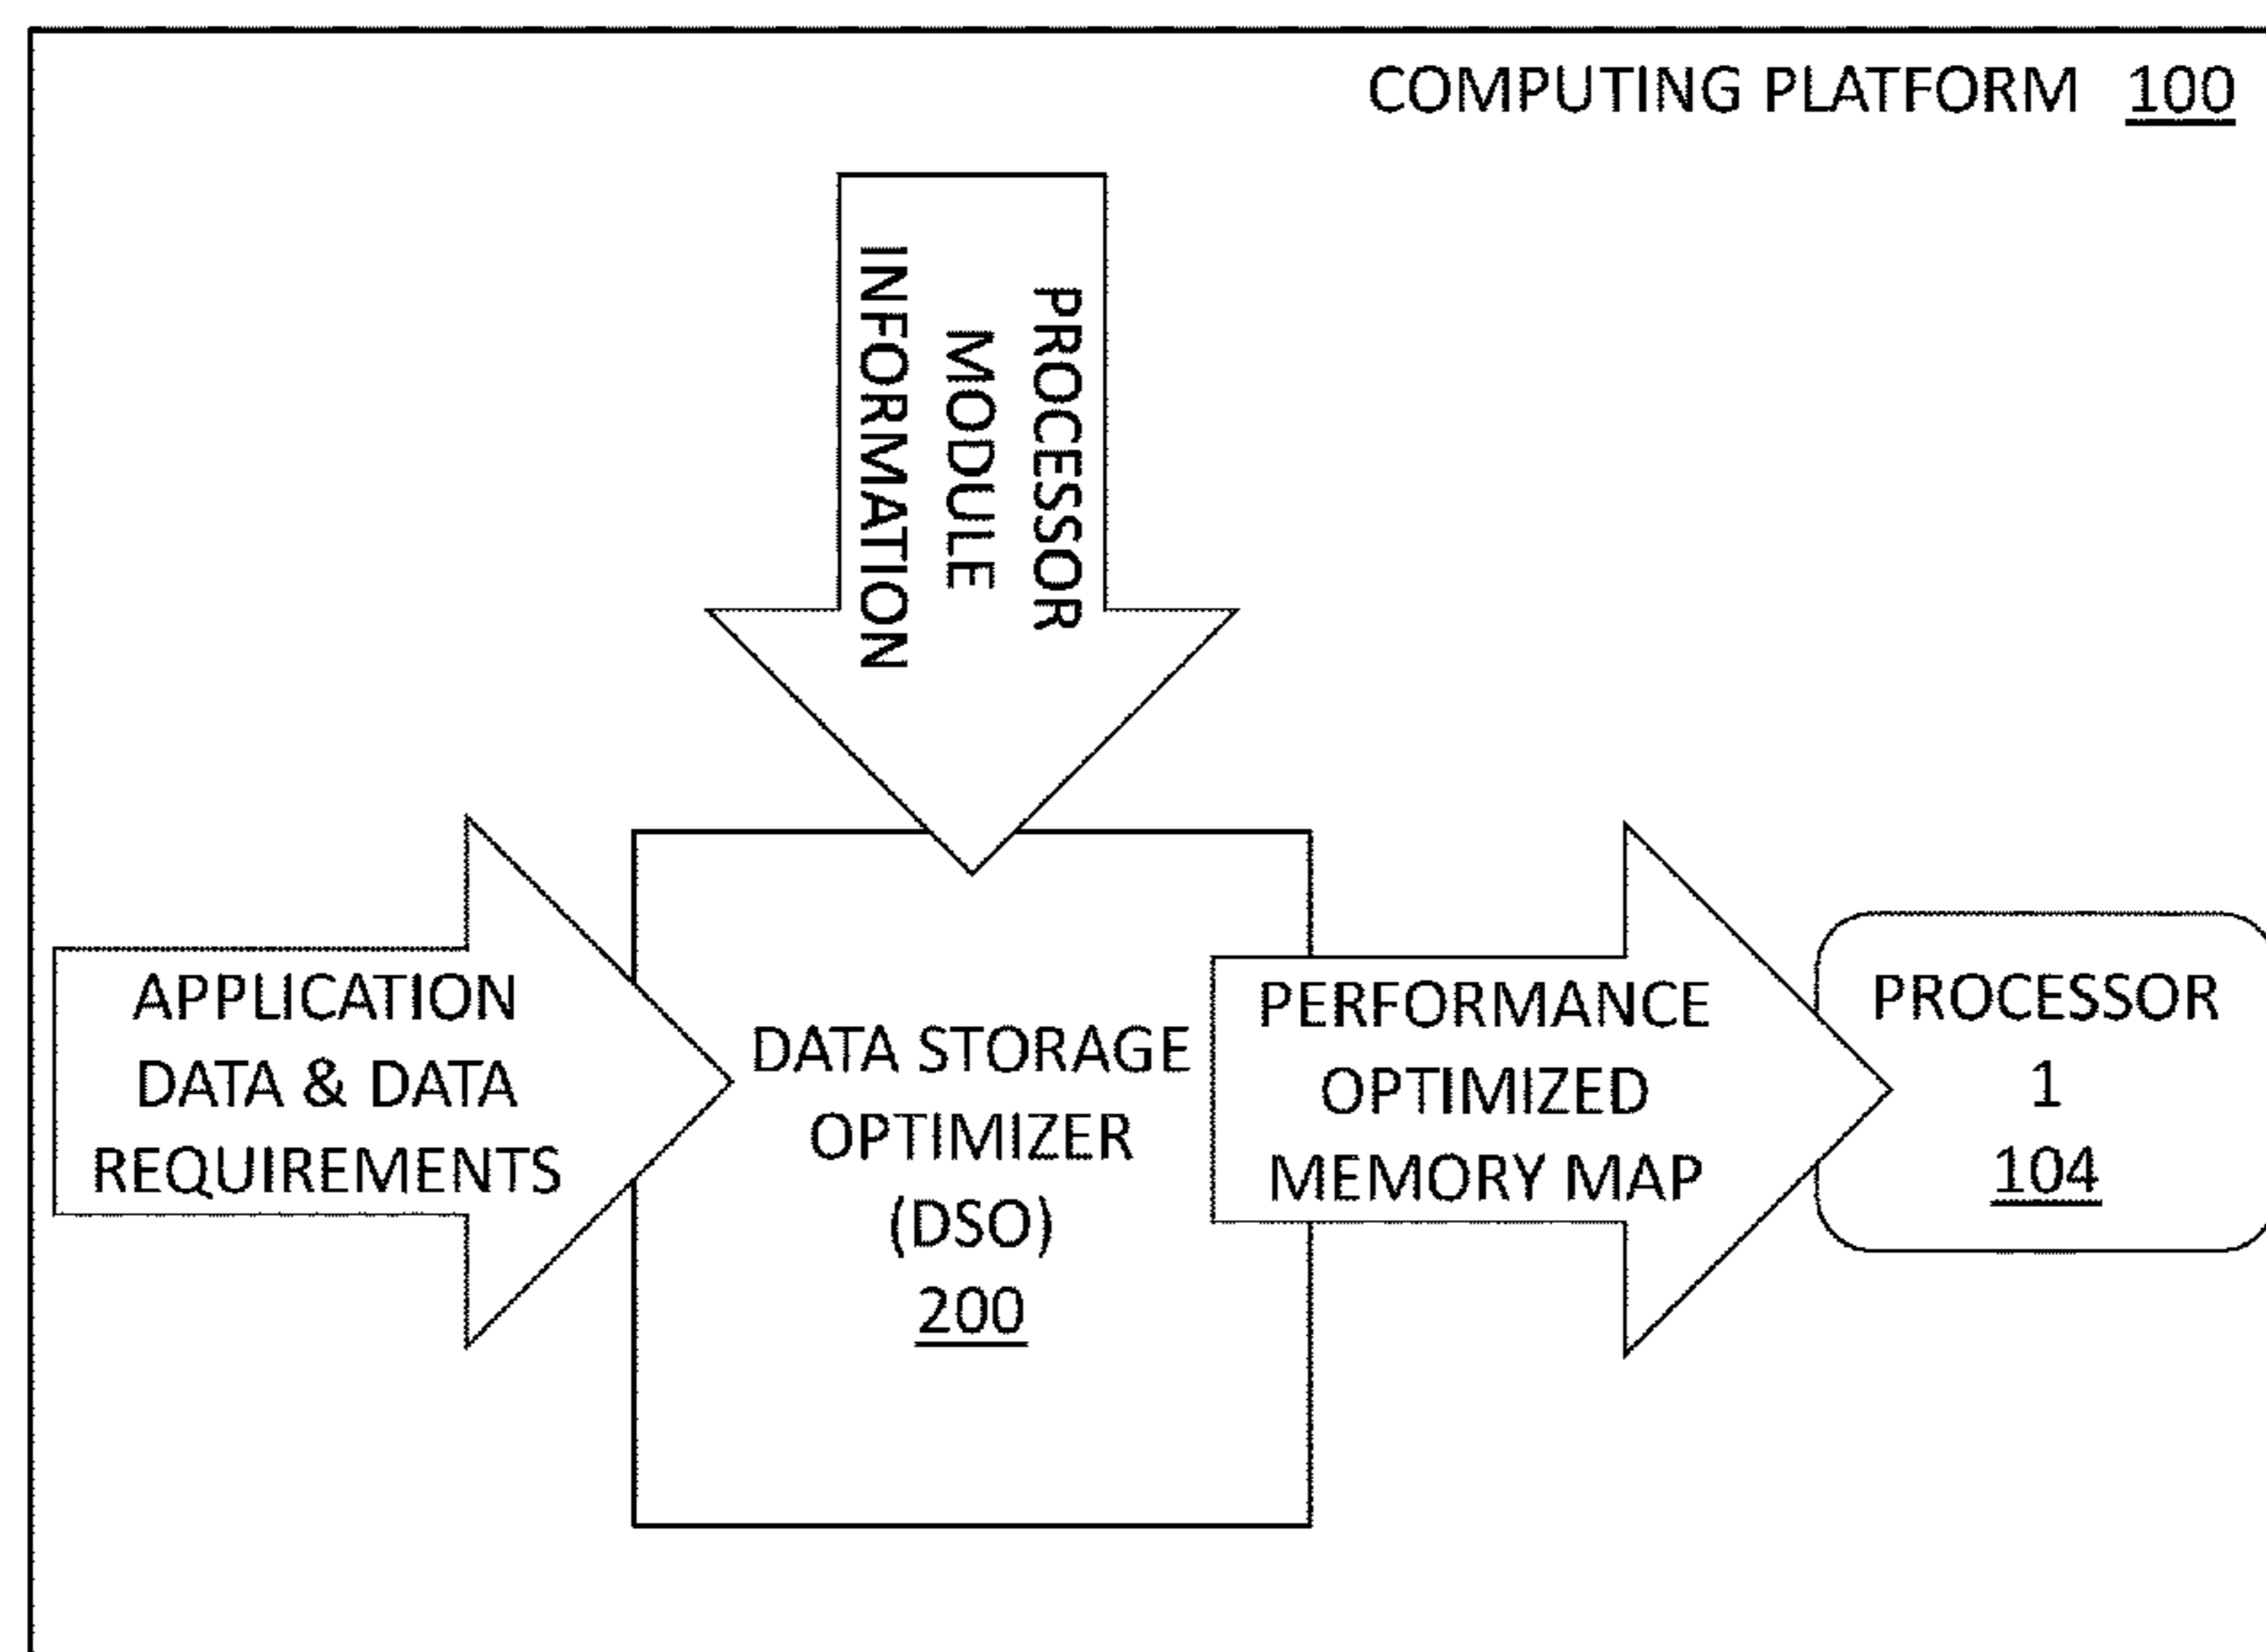 COMPUTING PLATFORM 100
PROCESSOR
MODULE
INFORMATION
APPLICATION
DATA & DATA
REQUIREMENTS
DATA STORAGE
OPTIMIZER
(DSO)
200
PERFORMANCE
OPTIMIZED
MEMORY MAP
PROCESSOR
1
104